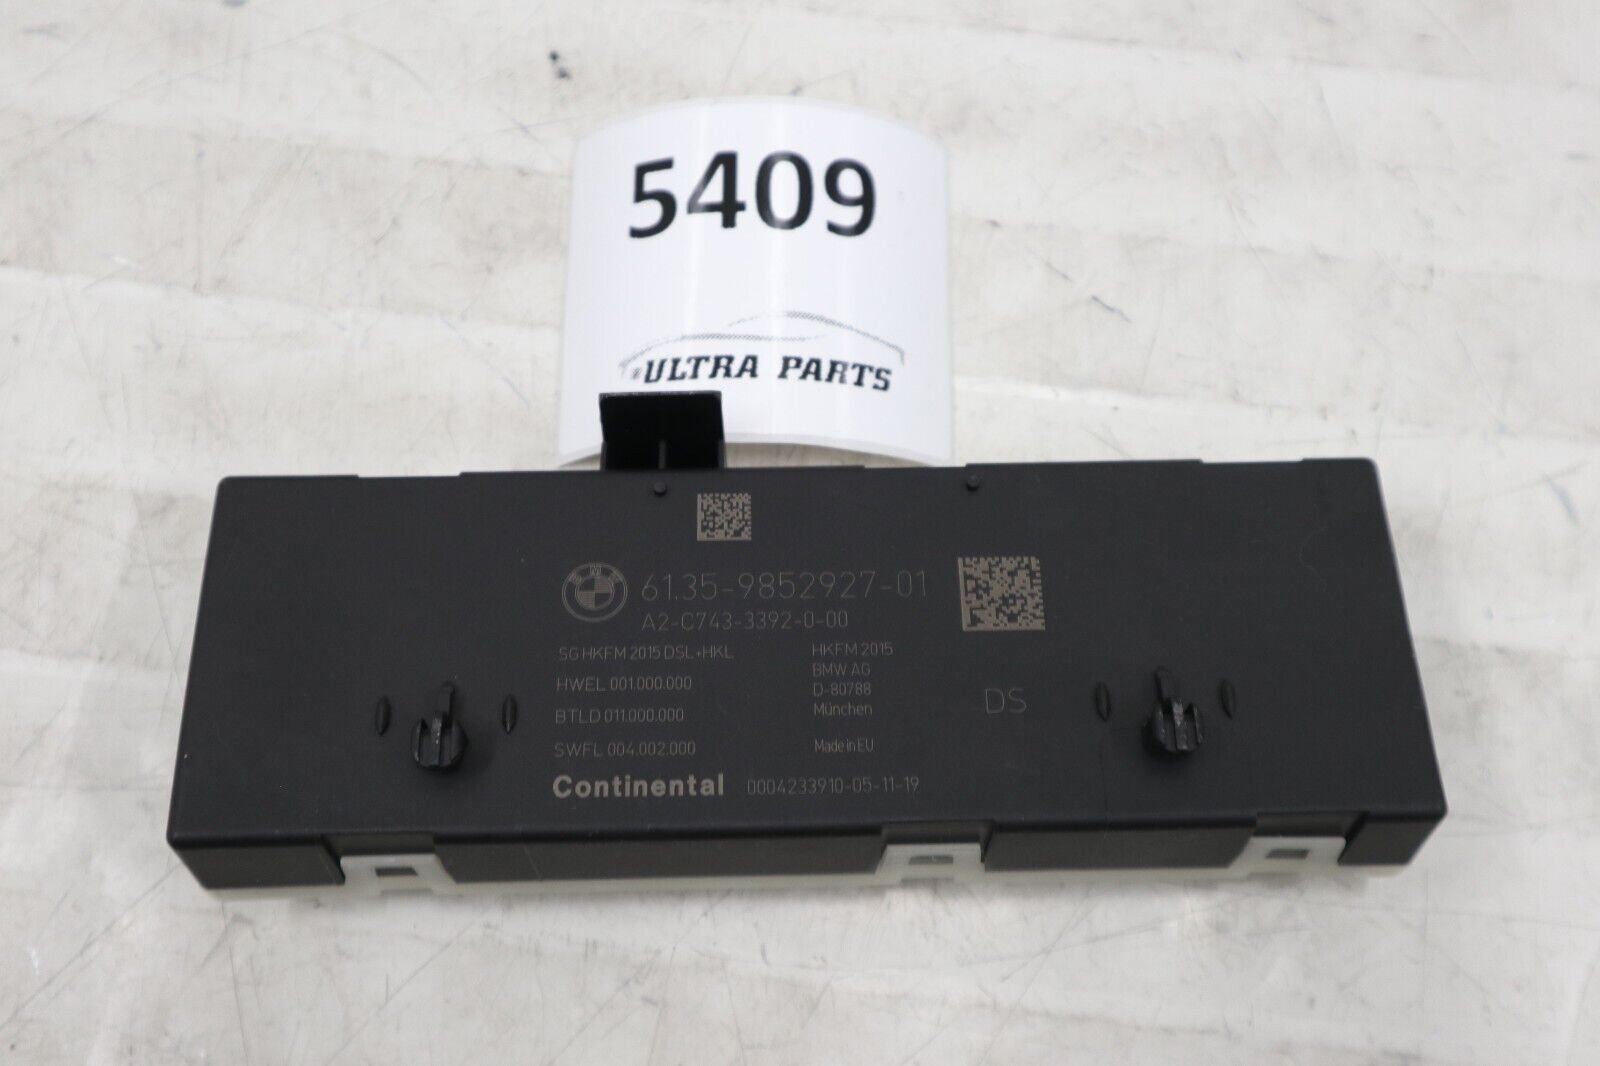 5409
ULTRA PARTS
61.35-9852927-01
A2-C743-3392-0-00
SG HKFM 2015 DSL+HKL
HWEL 001.000.000
BTLD 011.000.000
SWFL 004.002.000
HKFM 2015
BMW AG
D-80788
München
Made in EU
DS
Continental 0004233910-05-11-19